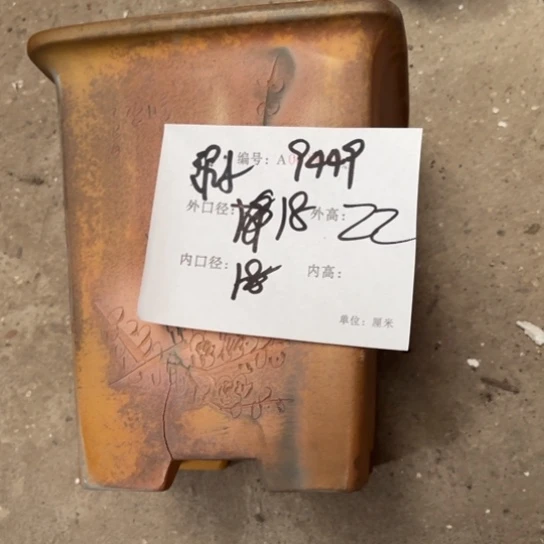 编号：A 9449
外口径： 18 外高： 22
内口径： 18 内高：
单位：厘米